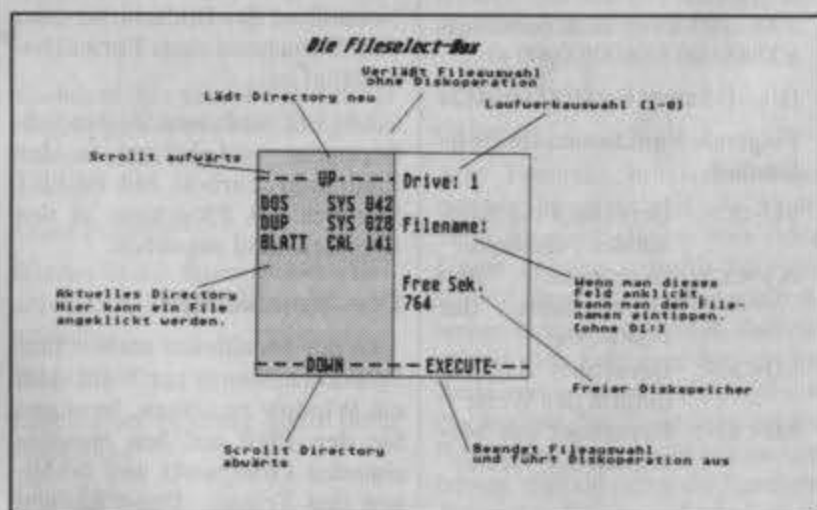 Die Fileselect-Box
Verläßt Fileauswahl
ohne Diskoperation
Lädt Directory neu
Laufwerkauswahl (1-8)
Scrollt aufwärts
UP
Drive: 1
DOS SYS 042
DUP SYS 028
Filename:
BLATT CAL 141
Aktuelles Directory
Hier kann ein File
angeklickt werden.
Free Sek.
764
Wenn man dieses
Feld anklickt,
kann man den File-
namen eintippen.
(ohne D1:)
DOWN
EXECUTE
Freier Diskspeicher
Scrollt Directory
abwärts
Beendet Fileauswahl
und führt Diskoperation aus